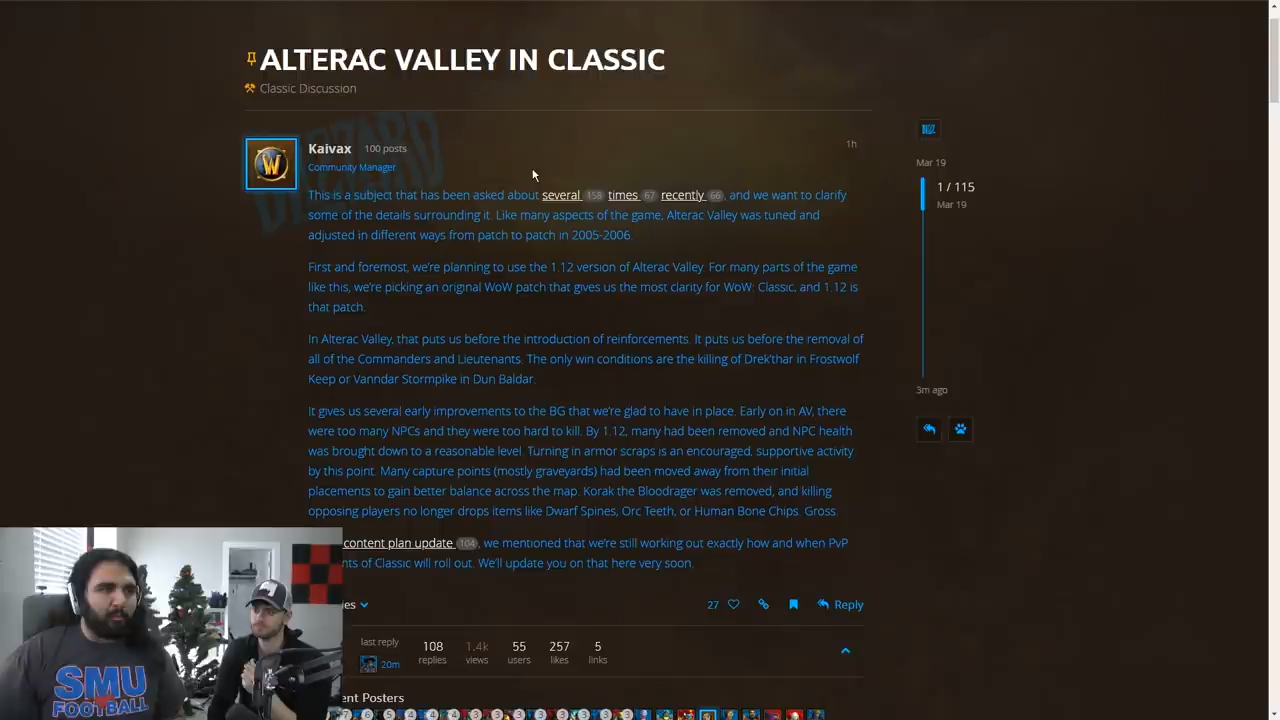 ALTERAC VALLEY IN CLASSIC
Classic Discussion
BLIZZARD
Kaivax 100 posts 1h
Community Manager
This is a subject that has been asked about several 158 times 67 recently 66, and we want to clarify
some of the details surrounding it. Like many aspects of the game, Alterac Valley was tuned and
adjusted in different ways from patch to patch in 2005-2006.
First and foremost, we're planning to use the 1.12 version of Alterac Valley. For many parts of the game
like this, we're picking an original WoW patch that gives us the most clarity for WoW: Classic, and 1.12 is
that patch.
In Alterac Valley, that puts us before the introduction of reinforcements. It puts us before the removal of
all of the Commanders and Lieutenants. The only win conditions are the killing of Drek'thar in Frostwolf
Keep or Vanndar Stormpike in Dun Baldar.
It gives us several early improvements to the BG that we're glad to have in place. Early on in AV, there
were too many NPCs and they were too hard to kill. By 1.12, many had been removed and NPC health
was brought down to a reasonable level. Turning in armor scraps is an encouraged, supportive activity
by this point. Many capture points (mostly graveyards) had been moved away from their initial
placements to gain better balance across the map. Korak the Bloodrager was removed, and killing
opposing players no longer drops items like Dwarf Spines, Orc Teeth, or Human Bone Chips. Gross.
content plan update 104, we mentioned that we're still working out exactly how and when PvP
nts of Classic will roll out. We'll update you on that here very soon.
27 Reply
last reply 108 1.4k 55 257 5
20m replies views users likes links
ent Posters
BLIZZ
Mar 19
1 / 115
Mar 19
3m ago
SMU
FOOTBALL